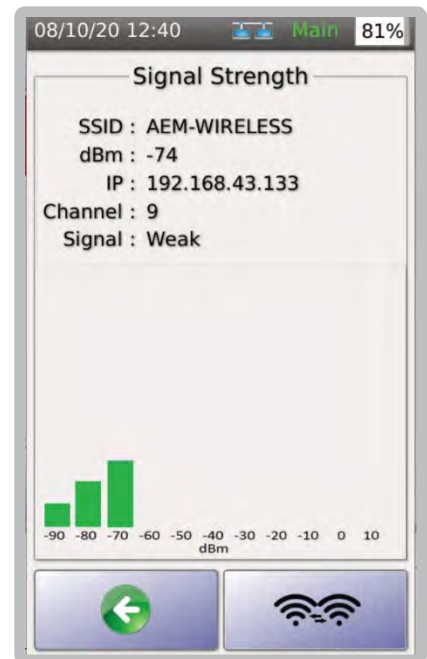 08/10/20 12:40 Main 81%
Signal Strength
SSID : AEM-WIRELESS
dBm : -74
IP : 192.168.43.133
Channel : 9
Signal : Weak
-90 -80 -70 -60 -50 -40 -30 -20 -10 0 10
dBm